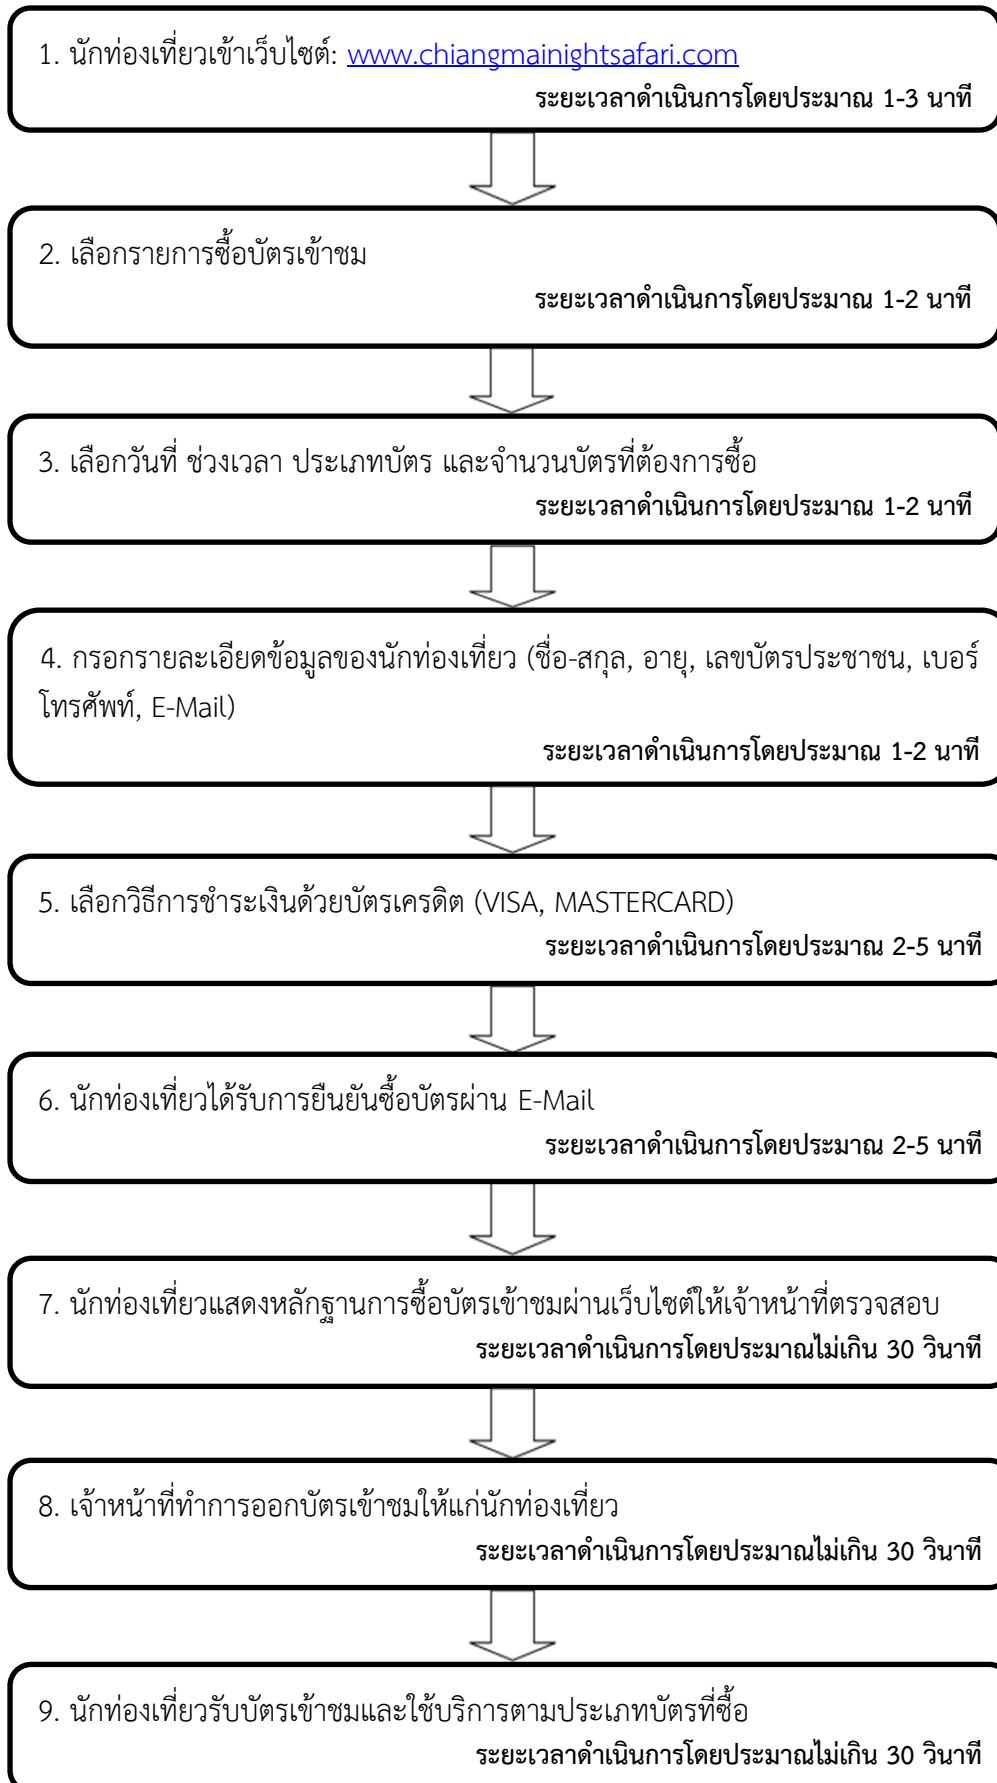 1. นักท่องเที่ยวเข้าเว็บไซต์: www.chiangmainightsafari.com
ระยะเวลาดำเนินการโดยประมาณ 1-3 นาที
2. เลือกรายการซื้อบัตรเข้าชม
ระยะเวลาดำเนินการโดยประมาณ 1-2 นาที
3. เลือกวันที่ ช่วงเวลา ประเภทบัตร และจำนวนบัตรที่ต้องการซื้อ
ระยะเวลาดำเนินการโดยประมาณ 1-2 นาที
4. กรอกรายละเอียดข้อมูลของนักท่องเที่ยว (ชื่อ-สกุล, อายุ, เลขบัตรประชาชน, เบอร์
โทรศัพท์, E-Mail)
ระยะเวลาดำเนินการโดยประมาณ 1-2 นาที
5. เลือกวิธีการชำระเงินด้วยบัตรเครดิต (VISA, MASTERCARD)
ระยะเวลาดำเนินการโดยประมาณ 2-5 นาที
6. นักท่องเที่ยวได้รับการยืนยันซื้อบัตรผ่าน E-Mail
ระยะเวลาดำเนินการโดยประมาณ 2-5 นาที
7. นักท่องเที่ยวแสดงหลักฐานการซื้อบัตรเข้าชมผ่านเว็บไซต์ให้เจ้าหน้าที่ตรวจสอบ
ระยะเวลาดำเนินการโดยประมาณไม่เกิน 30 วินาที
8. เจ้าหน้าที่ทำการออกบัตรเข้าชมให้แก่นักท่องเที่ยว
ระยะเวลาดำเนินการโดยประมาณไม่เกิน 30 วินาที
9. นักท่องเที่ยวรับบัตรเข้าชมและใช้บริการตามประเภทบัตรที่ซื้อ
ระยะเวลาดำเนินการโดยประมาณไม่เกิน 30 วินาที